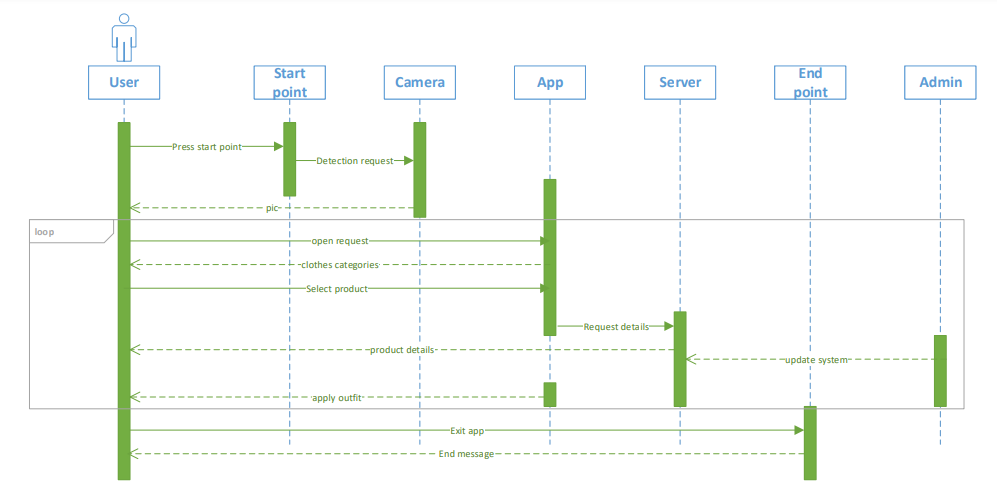 User
Start
point
Camera
App
Server
End
point
Admin
Press start point
Detection request
pic
loop
open request
clothes categories
Select product
Request details
product details
update system
apply outfit
Exit app
End message